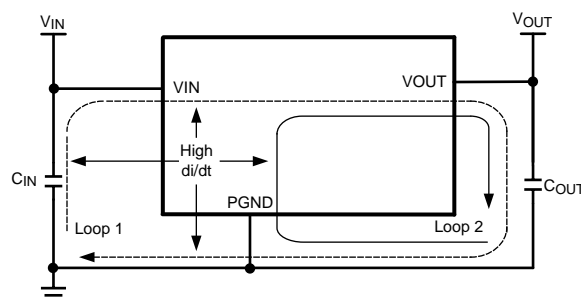 VIN
VOUT
VIN
VOUT
High
di/dt
CIN
COUT
PGND
Loop 1
Loop 2